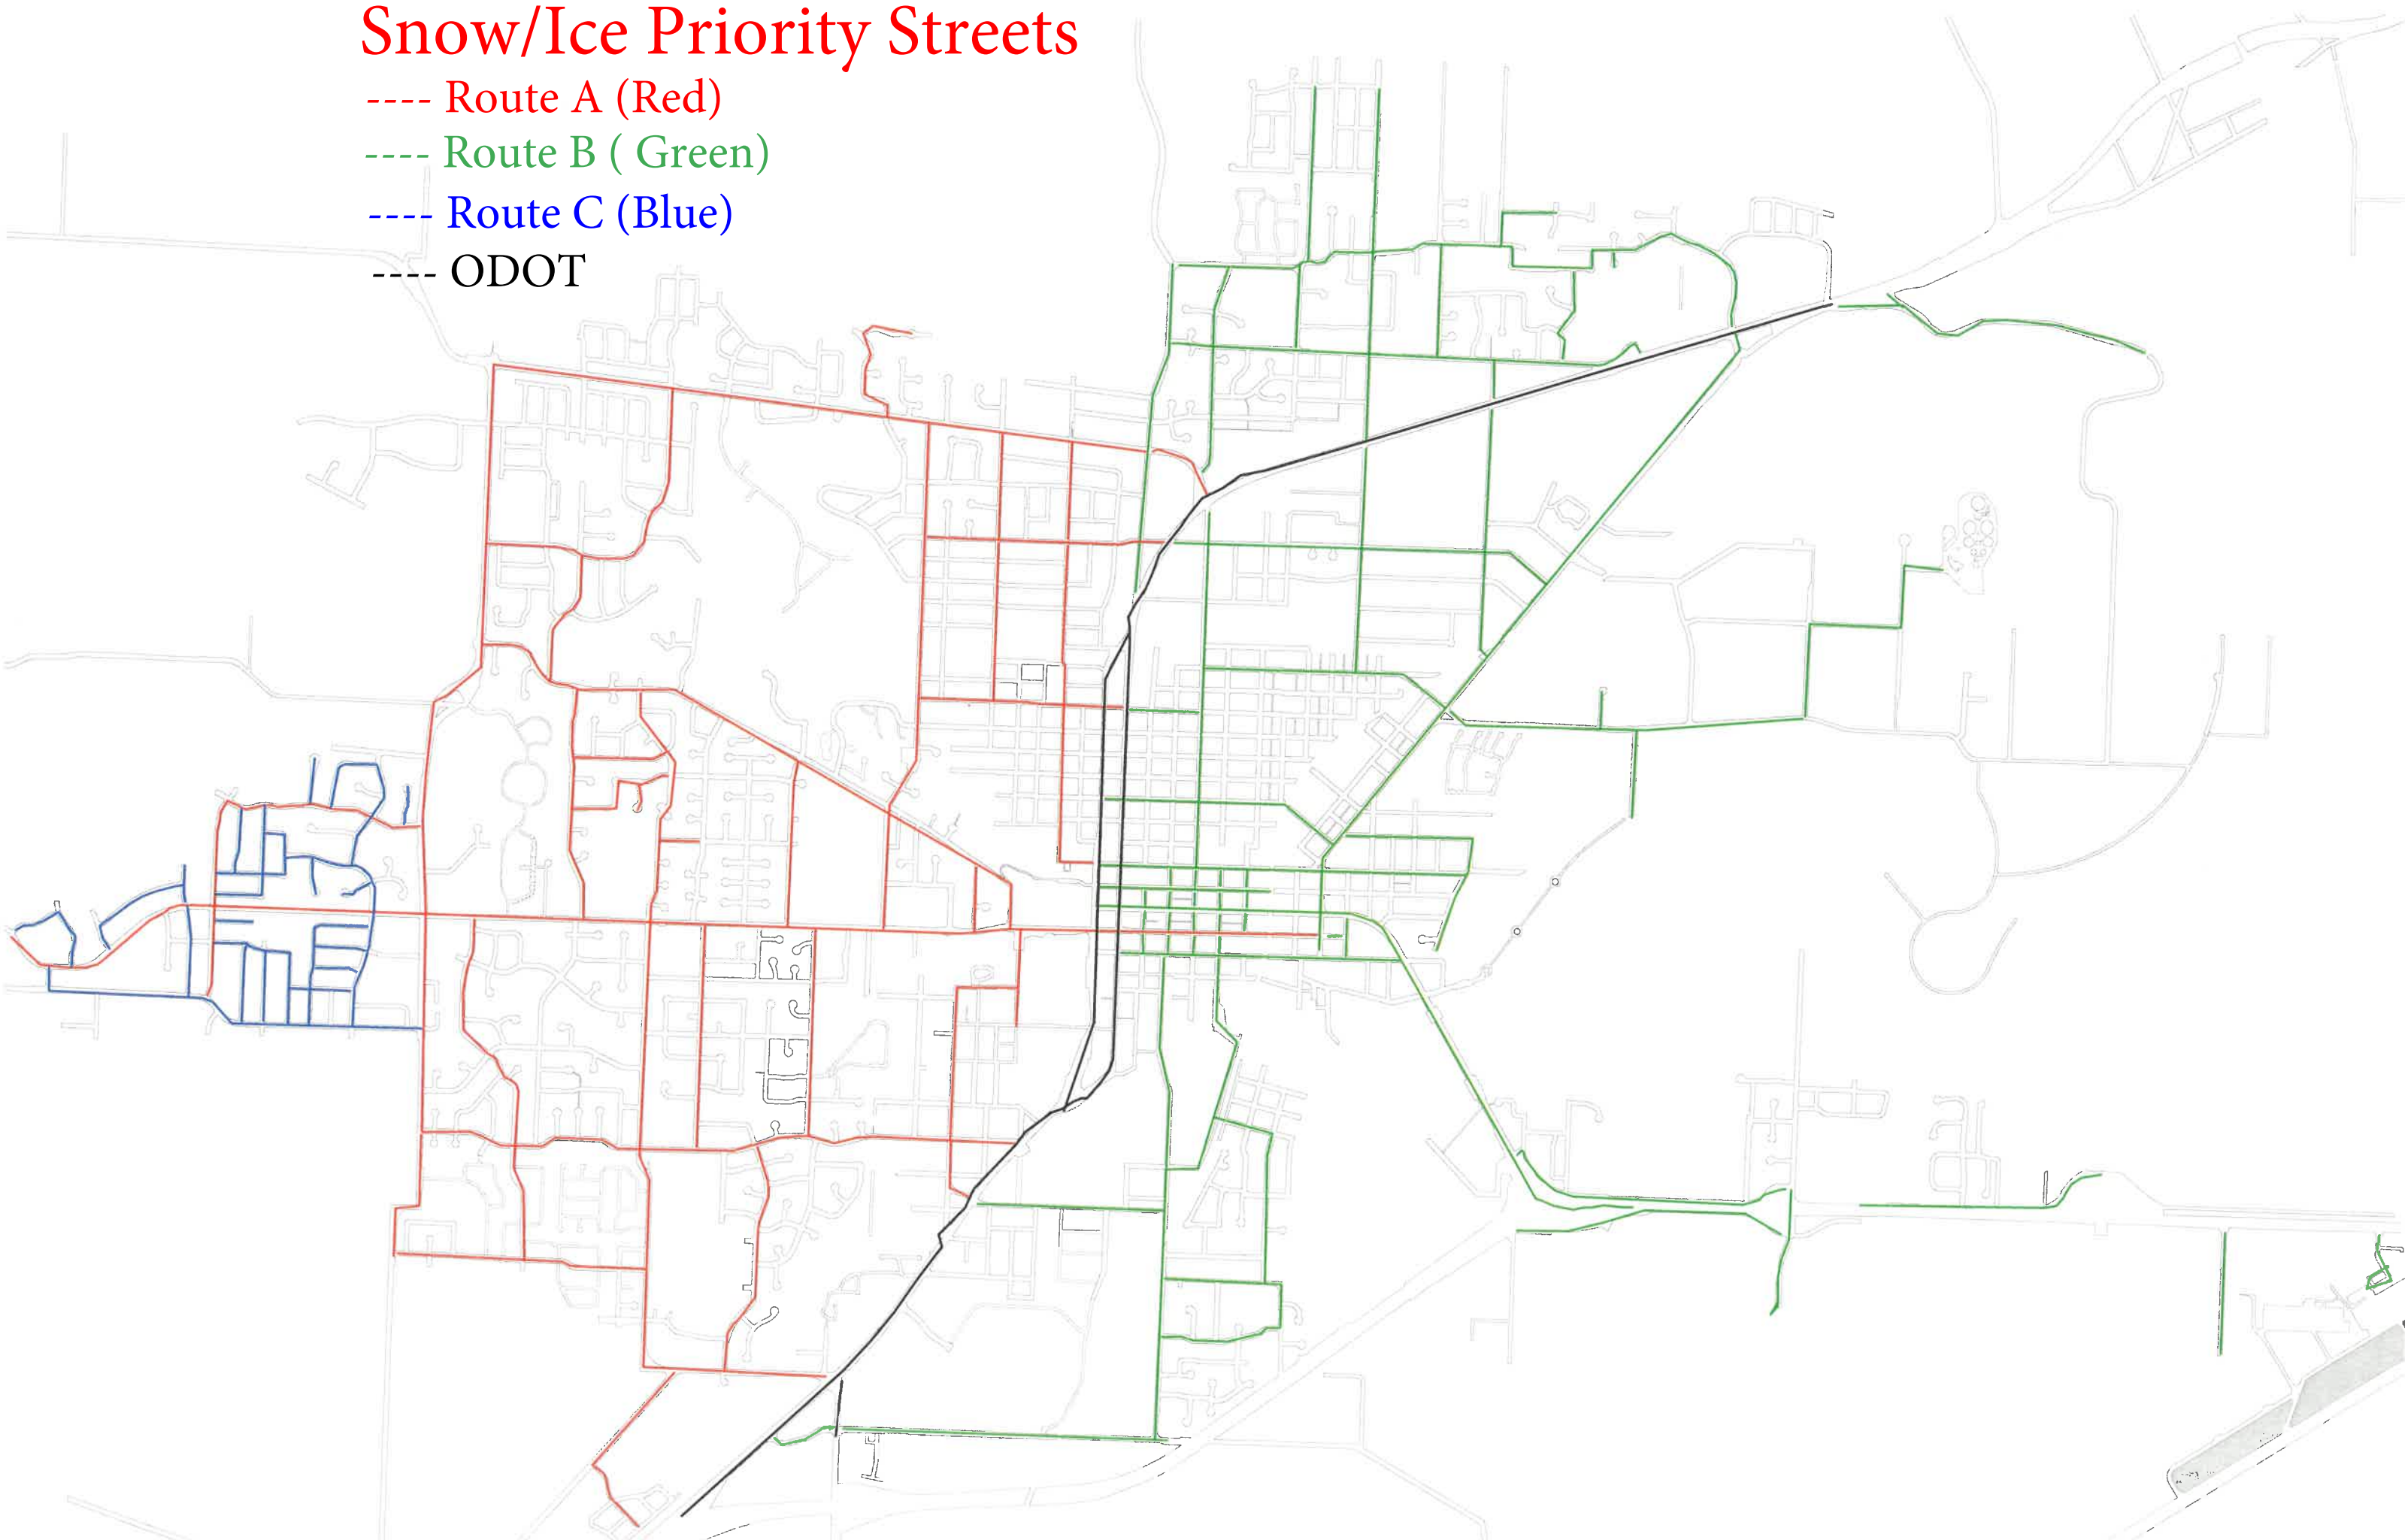 Snow/Ice Priority Streets
---- Route A (Red)
---- Route B ( Green)
---- Route C (Blue)
---- ODOT